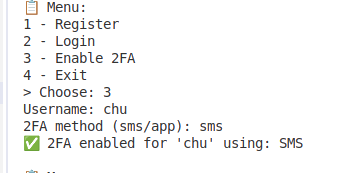 📋 Menu:
1 - Register
2 - Login
3 - Enable 2FA
4 - Exit
> Choose: 3
Username: chu
2FA method (sms/app): sms
✅ 2FA enabled for 'chu' using: SMS